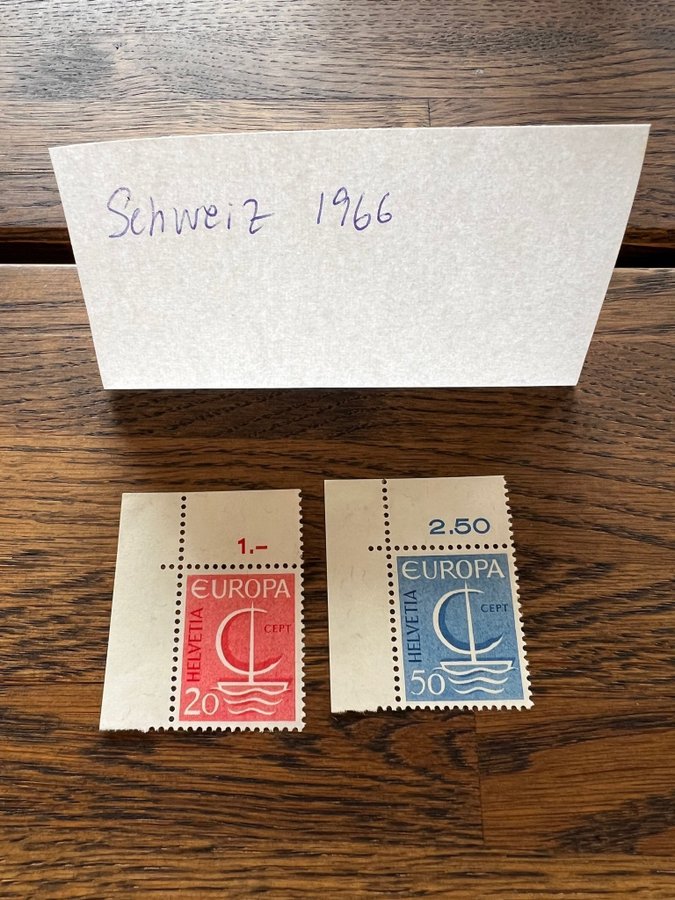 Schweiz 1966
1.-
EUROPA
HELVETIA
CEPT
20
2.50
EUROPA
HELVETIA
CEPT
50